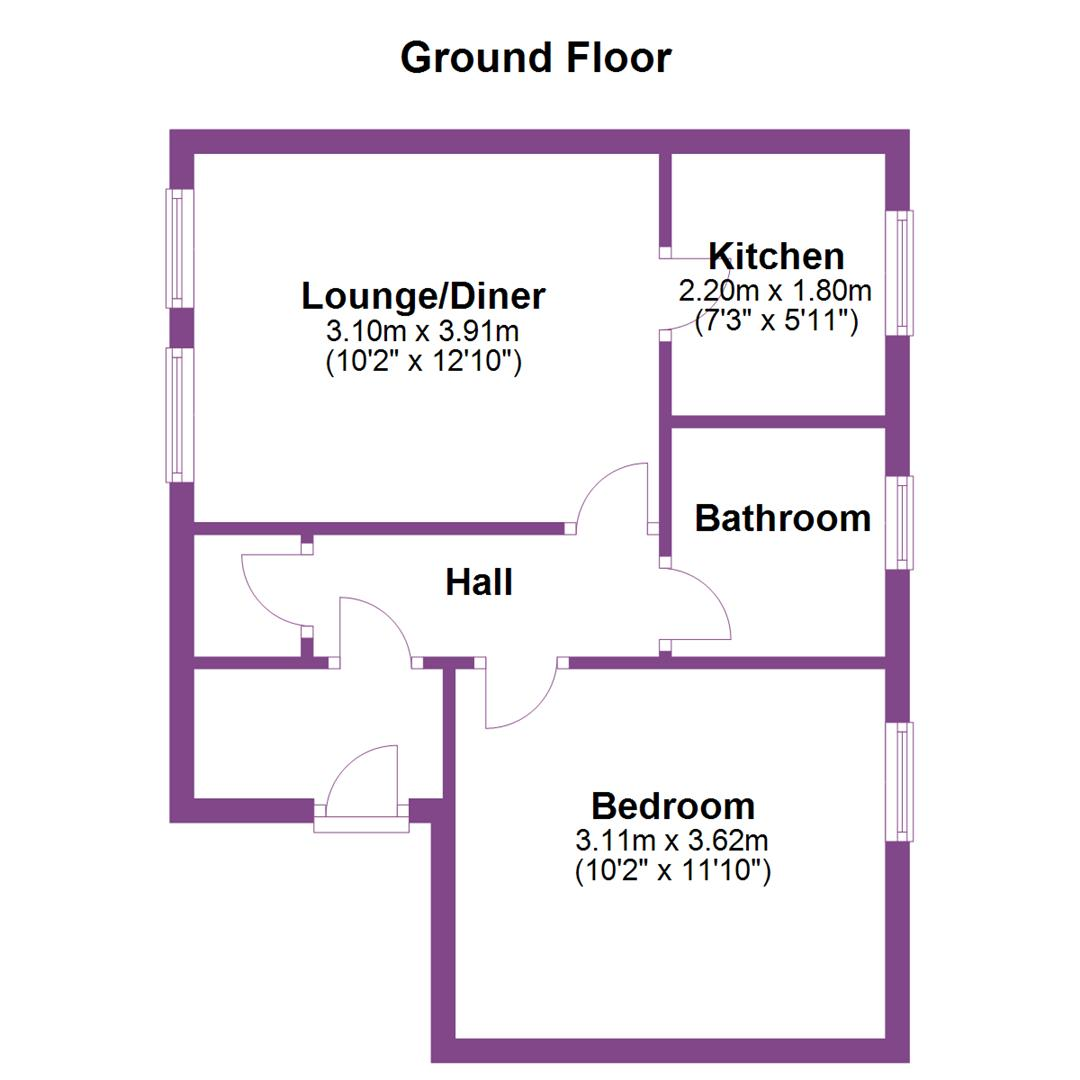 Ground Floor
Lounge/Diner
3.10m x 3.91m
(10'2" x 12'10")
Kitchen
2.20m x 1.80m
(7'3" x 5'11")
Bathroom
Hall
Bedroom
3.11m x 3.62m
(10'2" x 11'10")